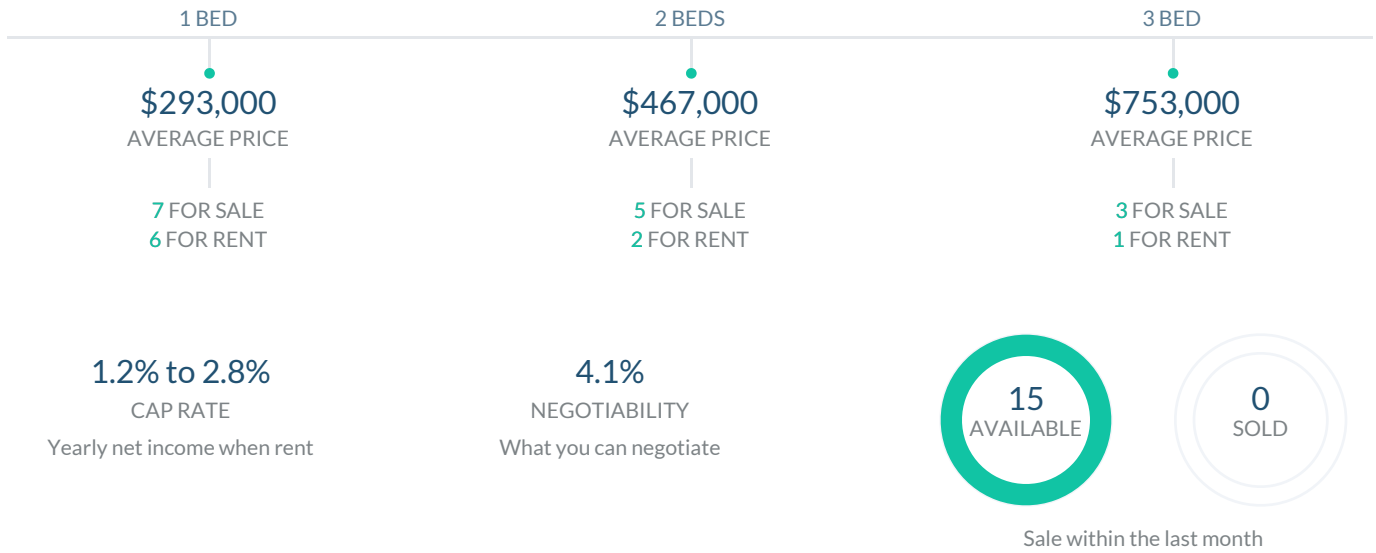 1 BED
$293,000
AVERAGE PRICE
7 FOR SALE
6 FOR RENT
2 BEDS
$467,000
AVERAGE PRICE
5 FOR SALE
2 FOR RENT
3 BED
$753,000
AVERAGE PRICE
3 FOR SALE
1 FOR RENT
1.2% to 2.8%
CAP RATE
Yearly net income when rent
4.1%
NEGOTIABILITY
What you can negotiate
15
AVAILABLE
0
SOLD
Sale within the last month